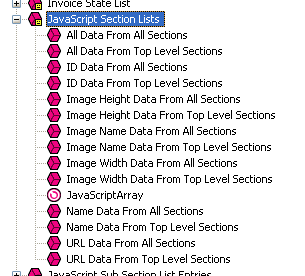 Invoice State List
JavaScript Section Lists
All Data From All Sections
All Data From Top Level Sections
ID Data From All Sections
ID Data From Top Level Sections
Image Height Data From All Sections
Image Height Data From Top Level Sections
Image Name Data From All Sections
Image Name Data From Top Level Sections
Image Width Data From All Sections
Image Width Data From Top Level Sections
JavaScriptArray
Name Data From All Sections
Name Data From Top Level Sections
URL Data From All Sections
URL Data From Top Level Sections
JavaScript Sub Section List Entries